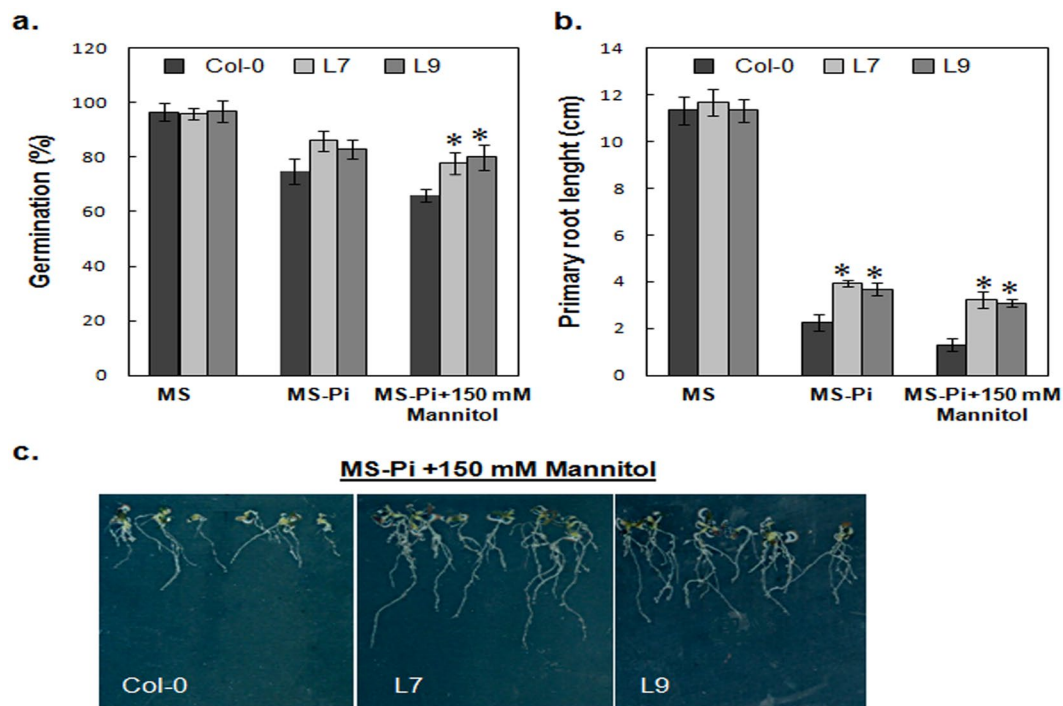 a.
120
100
80
60
40
20
0
Germination (%)
Col-0 L7 L9
* *
MS MS-Pi MS-Pi+150 mM
Mannitol
b.
14
12
10
8
6
4
2
0
Primary root lenght (cm)
Col-0 L7 L9
* * * *
MS MS-Pi MS-Pi+150 mM
Mannitol
c.
MS-Pi +150 mM Mannitol
Col-0 L7 L9